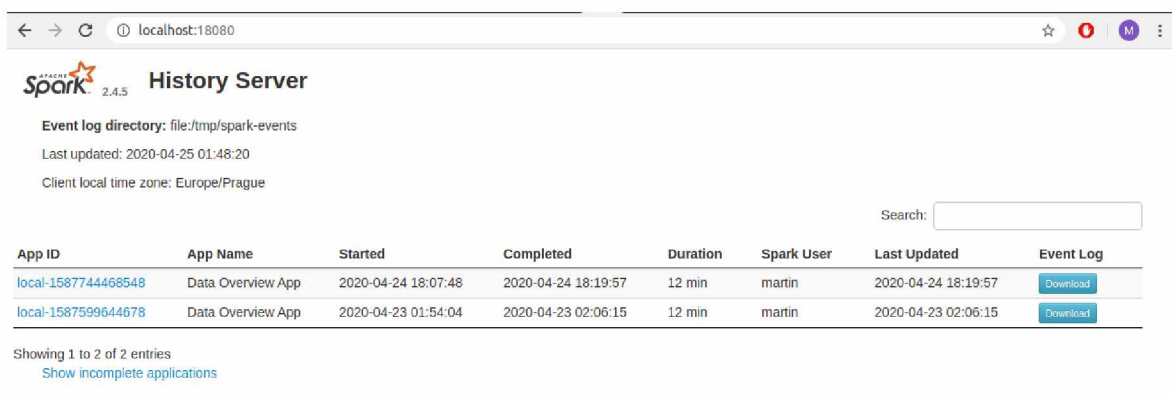 localhost:18080
M
APACHE
Spark 2.4.5 History Server
Event log directory: file:/tmp/spark-events
Last updated: 2020-04-25 01:48:20
Client local time zone: Europe/Prague
Search:
App ID App Name Started Completed Duration Spark User Last Updated Event Log
local-1587744468548 Data Overview App 2020-04-24 18:07:48 2020-04-24 18:19:57 12 min martin 2020-04-24 18:19:57 Download
local-1587599644678 Data Overview App 2020-04-23 01:54:04 2020-04-23 02:06:15 12 min martin 2020-04-23 02:06:15 Download
Showing 1 to 2 of 2 entries
Show incomplete applications